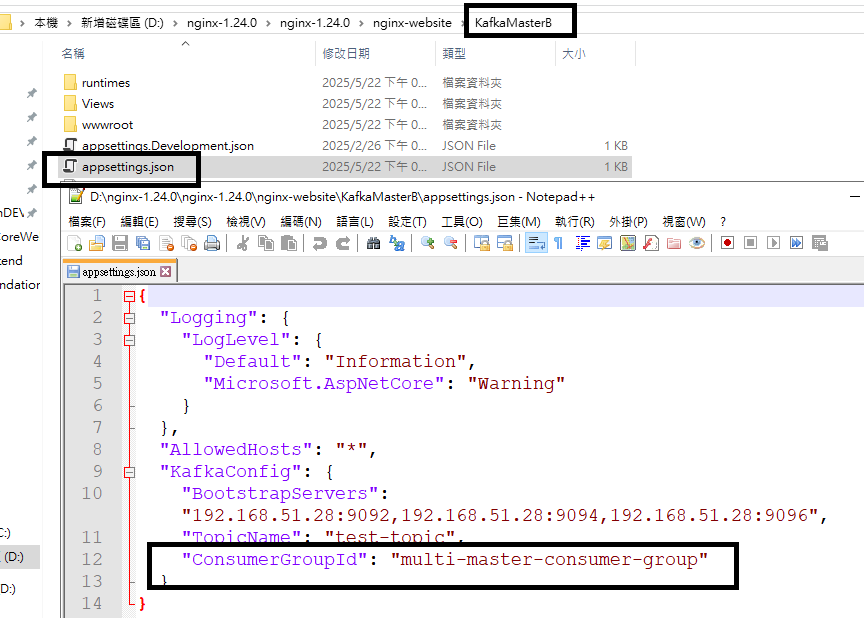 本機 > 新增磁碟區 (D:) > nginx-1.24.0 > nginx-1.24.0 > nginx-website > KafkaMasterB
名稱 修改日期 類型 大小
runtimes 2025/5/22 下午 0... 檔案資料夾
Views 2025/5/22 下午 0... 檔案資料夾
wwwroot 2025/5/22 下午 0... 檔案資料夾
appsettings.Development.json 2025/2/26 下午 0... JSON File 1 KB
appsettings.json 2025/5/22 下午 0... JSON File 1 KB
D:\nginx-1.24.0\nginx-1.24.0\nginx-website\KafkaMasterB\appsettings.json - Notepad++
檔案(F) 編輯(E) 搜尋(S) 檢視(V) 編碼(N) 語言(L) 設定(T) 工具(O) 巨集(M) 執行(R) 外掛(P) 視窗(W) ?
appsettings.json
1 {
2 "Logging": {
3 "LogLevel": {
4 "Default": "Information",
5 "Microsoft.AspNetCore": "Warning"
6 }
7 },
8 "AllowedHosts": "*",
9 "KafkaConfig": {
10 "BootstrapServers":
"192.168.51.28:9092,192.168.51.28:9094,192.168.51.28:9096",
11 "TopicName": "test-topic",
12 "ConsumerGroupId": "multi-master-consumer-group"
13 }
14 }
nDEV
CoreWe
tend
ndation
C:)
(D:)
D:)